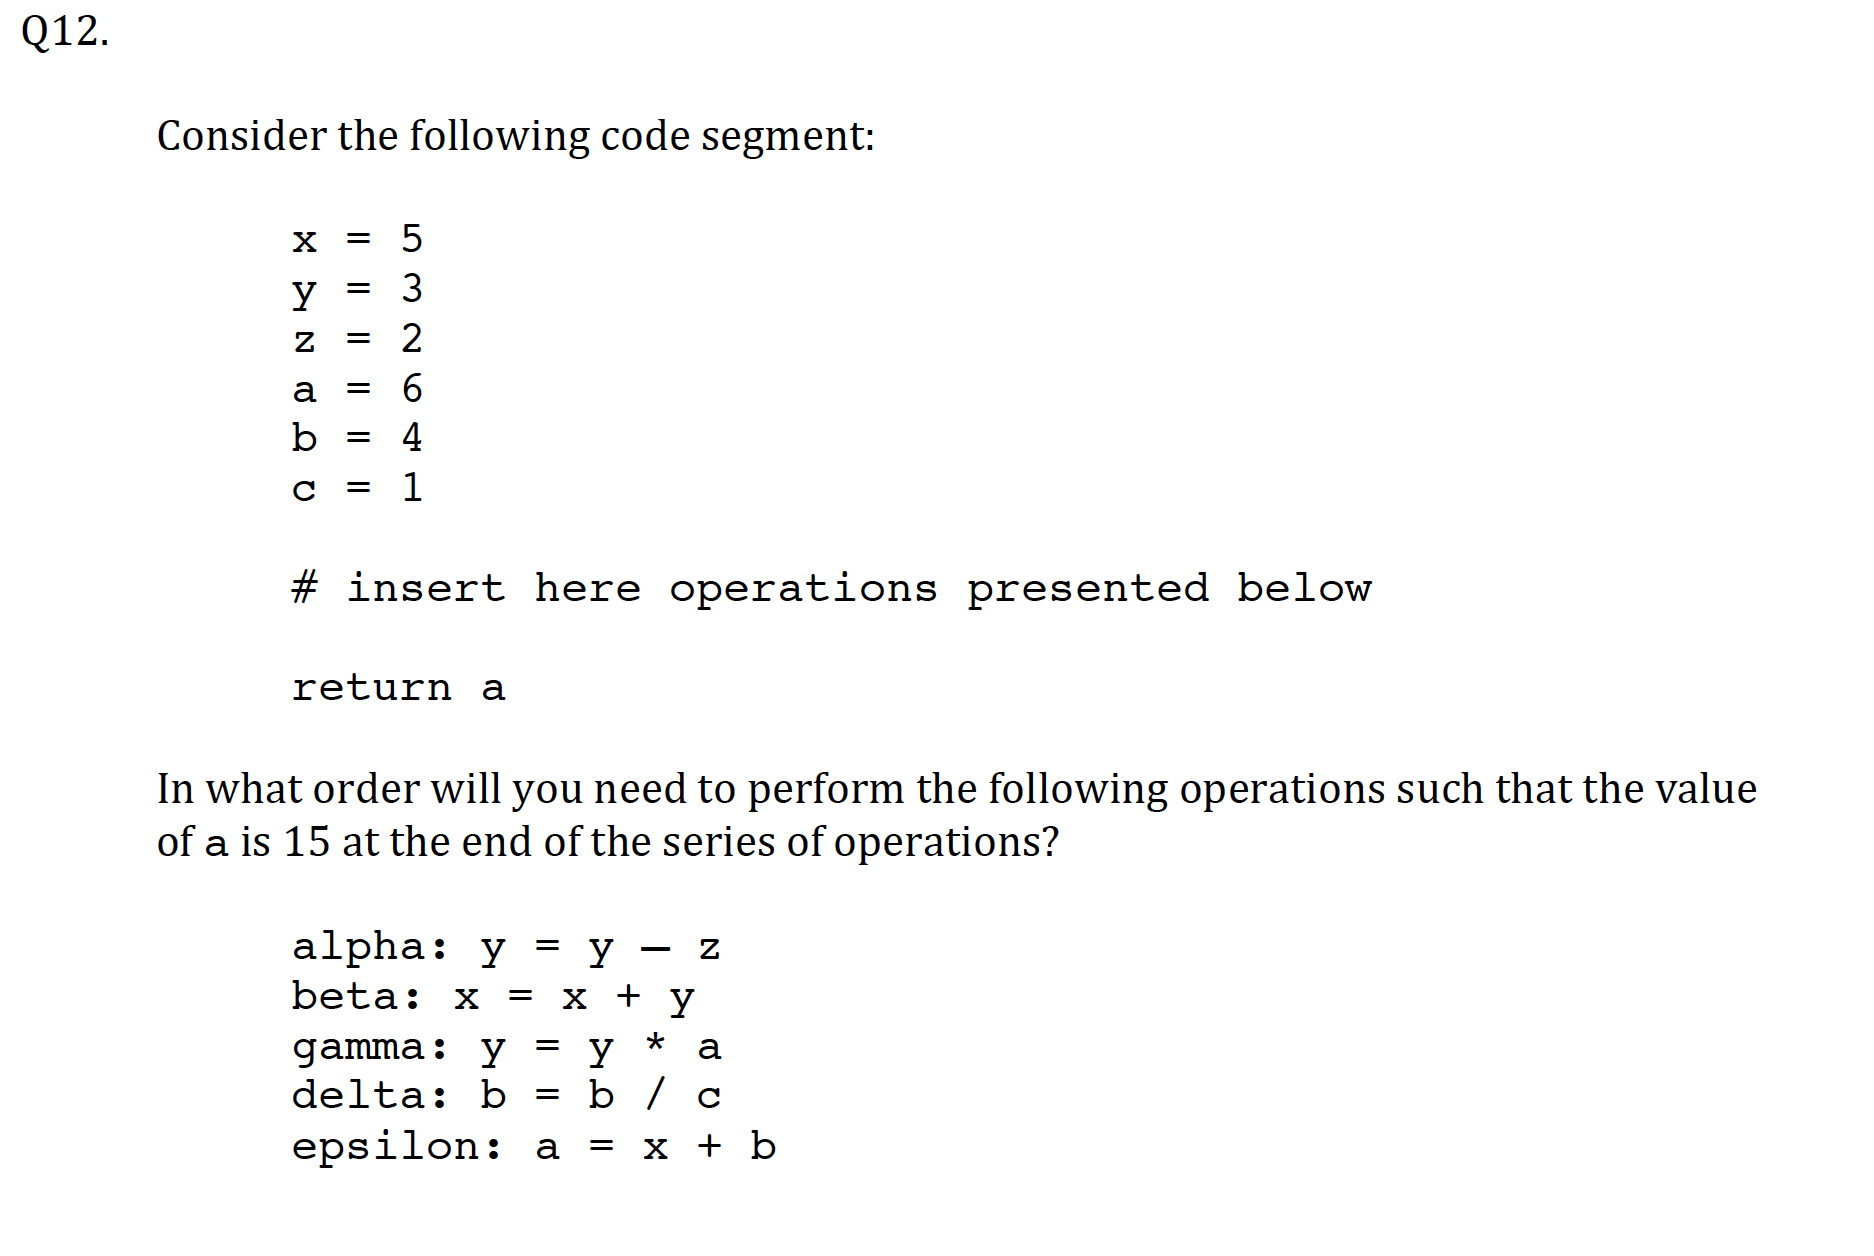 Q12.
Consider the following code segment:
x = 5
y = 3
z = 2
a = 6
b = 4
c = 1
# insert here operations presented below
return a
In what order will you need to perform the following operations such that the value
of a is 15 at the end of the series of operations?
alpha: y = y – z
beta: x = x + y
gamma: y = y * a
delta: b = b / c
epsilon: a = x + b